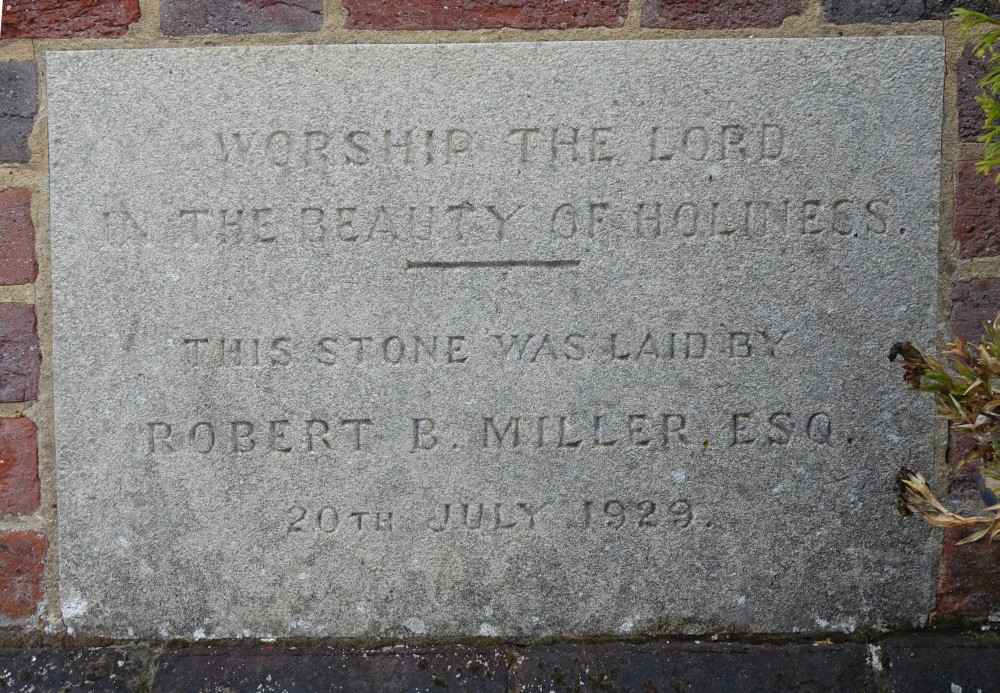 WORSHIP THE LORD
IN THE BEAUTY OF HOLINESS.
THIS STONE WAS LAID BY
ROBERT B. MILLER, ESQ.
20TH JULY 1929.